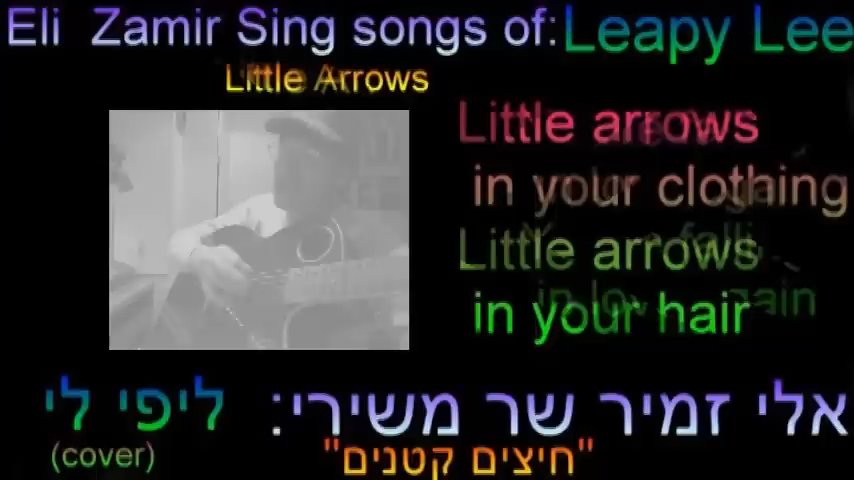 Eli Zamir Sing songs of: Leapy Lee
Little Arrows
Little arrows
in your clothing
Little arrows
in your hair
אלי זמיר שר משירי: ליפי לי
(cover)
"חיצים קטנים"